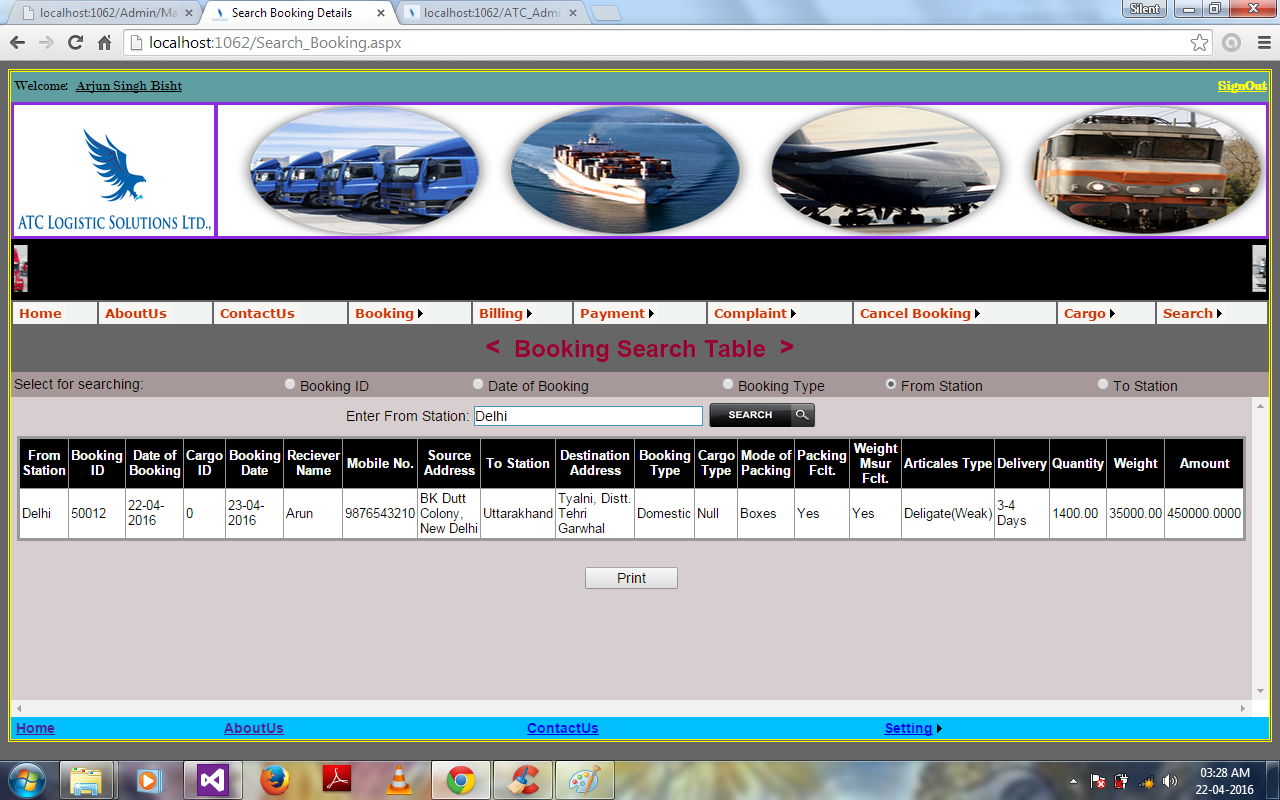 localhost:1062/Admin/Ma
Search Booking Details
localhost:1062/ATC_Admi
Silent
localhost:1062/Search_Booking.aspx
Welcome: Arjun Singh Bisht
SignOut
ATC LOGISTIC SOLUTIONS LTD.,
Home AboutUs ContactUs Booking Billing Payment Complaint Cancel Booking Cargo Search
< Booking Search Table >
Select for searching: Booking ID Date of Booking Booking Type From Station To Station
Enter From Station: Delhi SEARCH
From Station Booking ID Date of Booking Cargo ID Booking Date Reciever Name Mobile No. Source Address To Station Destination Address Booking Type Cargo Type Mode of Packing Packing Fclt. Weight Msur Fclt. Articales Type Delivery Quantity Weight Amount
Delhi 50012 22-04-2016 0 23-04-2016 Arun 9876543210 BK Dutt Colony, New Delhi Uttarakhand Tyalni, Distt. Tehri Garwhal Domestic Null Boxes Yes Yes Deligate(Weak) 3-4 Days 1400.00 35000.00 450000.0000
Print
Home AboutUs ContactUs Setting
03:28 AM
22-04-2016